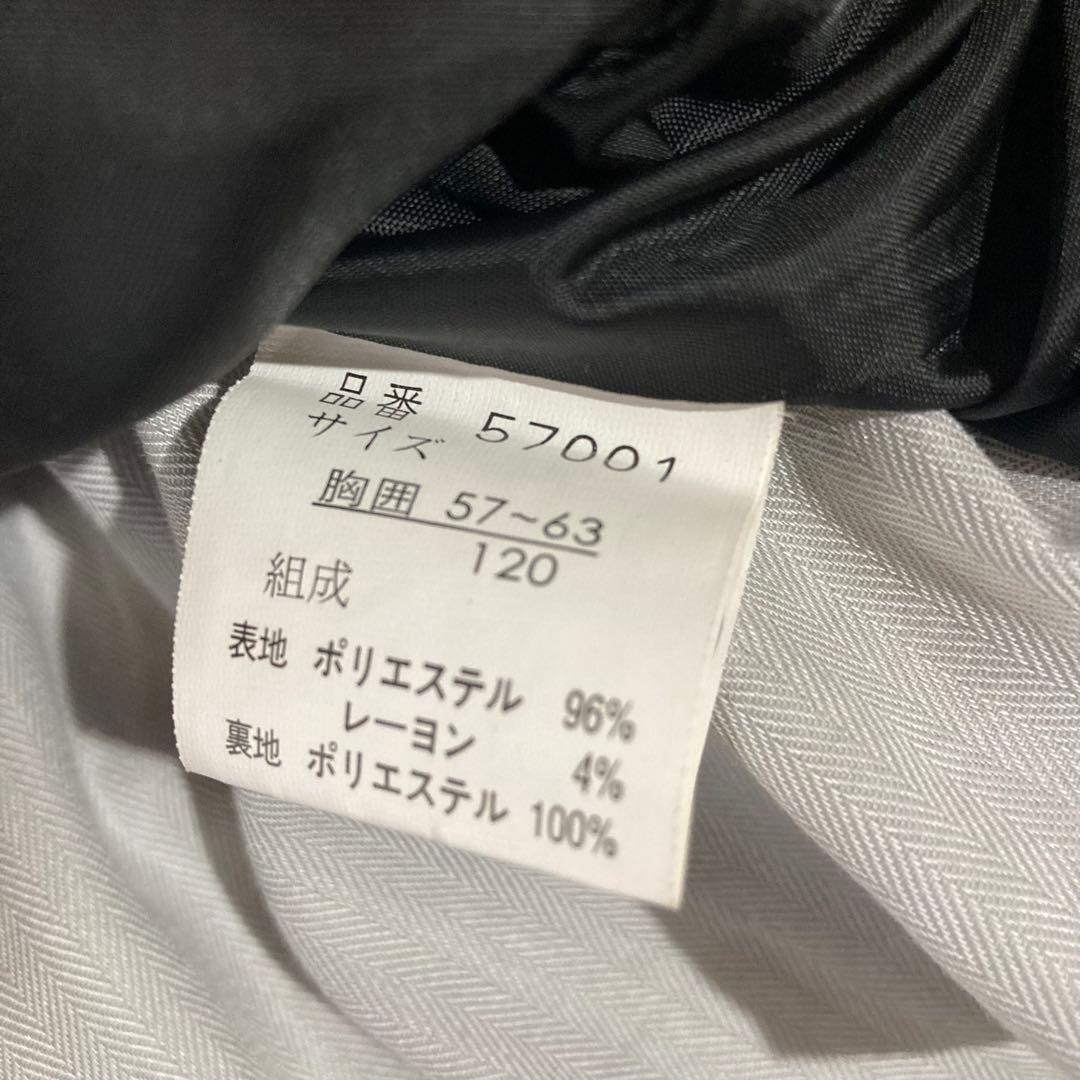 品番 57001
サイズ
胸囲 57~63
120
組成
表地 ポリエステル 96%
レーヨン 4%
裏地 ポリエステル 100%